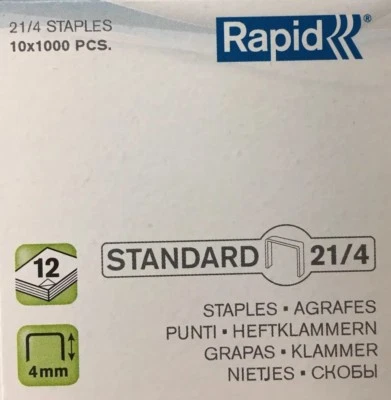 21/4 STAPLES
10x1000 PCS.
Rapid ®
12
STANDARD 21/4
4mm
STAPLES ▪ AGRAFES
PUNTI ▪ HEFTKLAMMERN
GRAPAS ▪ KLAMMER
NIETJES ▪ СКОБЫ